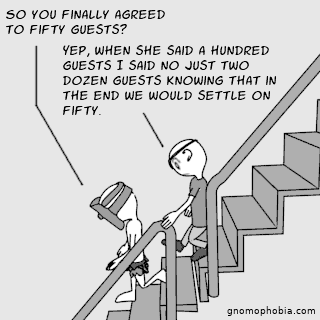 SO YOU FINALLY AGREED
TO FIFTY GUESTS?
YEP, WHEN SHE SAID A HUNDRED
GUESTS I SAID NO JUST TWO
DOZEN GUESTS KNOWING THAT IN
THE END WE WOULD SETTLE ON
FIFTY.
gnomophobia.com